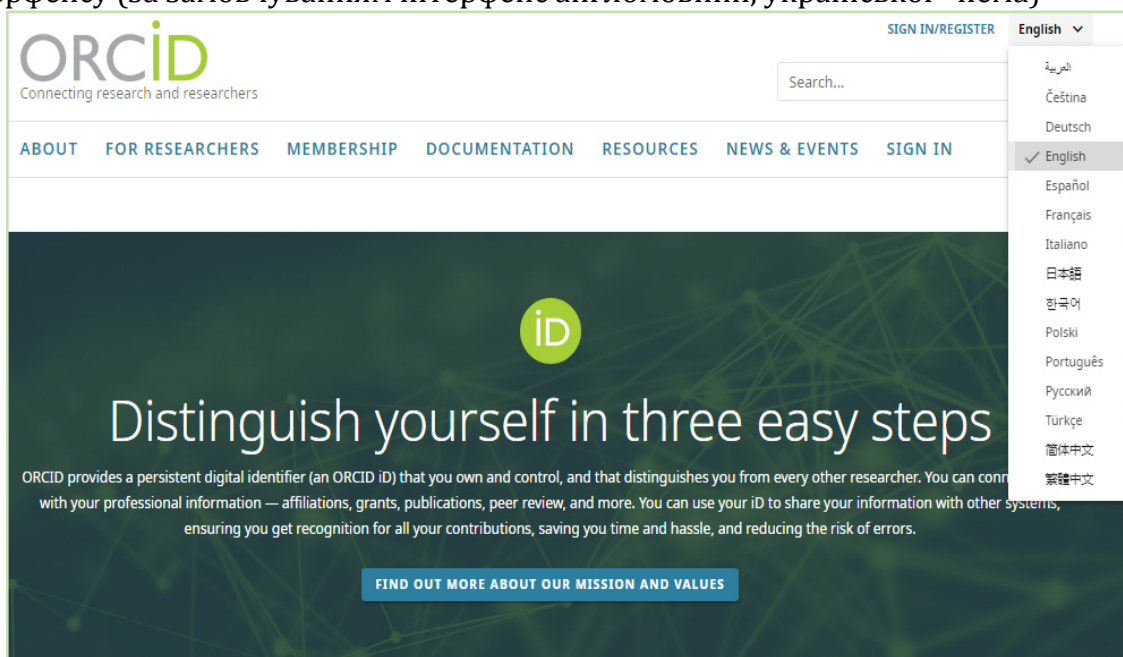 (за замовчуванням інтерфейс англомовний, української - нема)
SIGN IN/REGISTER English
ORCID
Connecting research and researchers
Search...
ABOUT FOR RESEARCHERS MEMBERSHIP DOCUMENTATION RESOURCES NEWS & EVENTS SIGN IN
العربية
Čeština
Deutsch
English
Español
Français
Italiano
日本語
한국어
Polski
Português
Русский
Türkçe
简体中文
繁體中文
iD
Distinguish yourself in three easy steps
ORCID provides a persistent digital identifier (an ORCID iD) that you own and control, and that distinguishes you from every other researcher. You can
with your professional information — affiliations, grants, publications, peer review, and more. You can use your iD to share your information with other systems,
ensuring you get recognition for all your contributions, saving you time and hassle, and reducing the risk of errors.
FIND OUT MORE ABOUT OUR MISSION AND VALUES